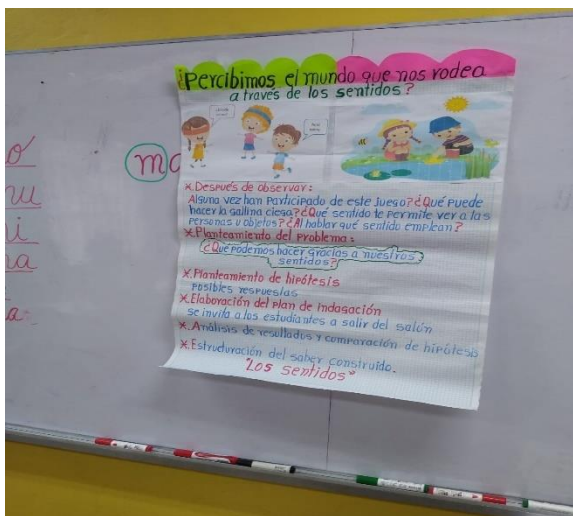 Percibimos el mundo que nos rodea
a través de los sentidos?
* Después de observar:
Alguna vez han participado de este Juego? ¿Qué puede
hacer la gallina ciega? ¿Qué sentido te permite ver a las
personas u objetos? ¿Al hablar qué sentido emplean?
* Planteamiento del Problema:
¿Qué podemos hacer gracias a nuestros
sentidos?
* Planteamiento de hipótesis
posibles respuestas
* Elaboración del plan de indagación
se invita a los estudiantes a salir del salón
* Análisis de resultados y comparación de hipótesis
* Estructuración del saber construido.
"Los sentidos"